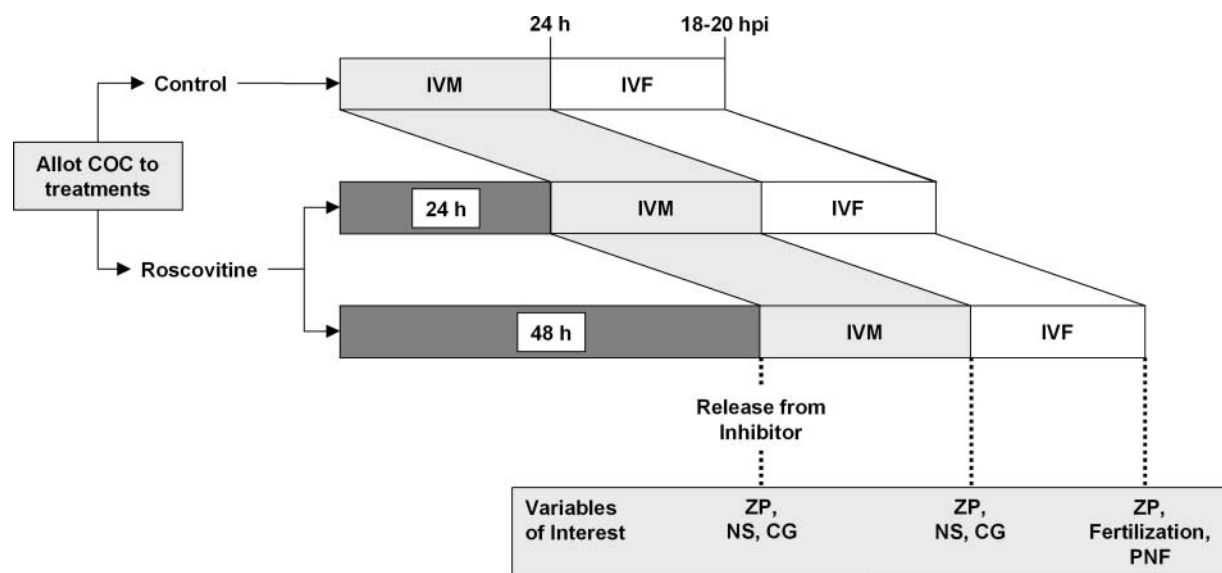 24 h
18-20 hpi
Control
IVM
IVF
Allot COC to
treatments
24 h
IVM
IVF
Roscovitine
48 h
IVM
IVF
Release from
Inhibitor
Variables
of Interest
ZP,
NS, CG
ZP,
NS, CG
ZP,
Fertilization,
PNF